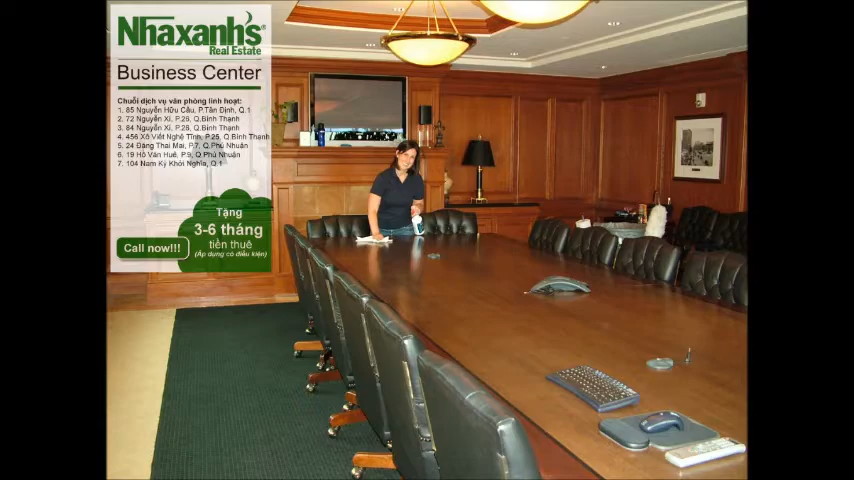 Nhaxanh's®
Real Estate
Business Center
Chuỗi dịch vụ văn phòng linh hoạt:
1. 85 Nguyễn Hữu Cầu, P.Tân Định, Q.1
2. 72 Nguyễn Xí, P.26, Q.Bình Thạnh
3. 84 Nguyễn Xí, P.26, Q.Bình Thạnh
4. 456 Xô Viết Nghệ Tĩnh, P.25, Q.Bình Thạnh
5. 24 Đặng Thai Mai, P.7, Q.Phú Nhuận
6. 19 Hồ Văn Huê, P.9, Q.Phú Nhuận
7. 104 Nam Kỳ Khởi Nghĩa, Q.1
Tặng
3-6 tháng
tiền thuê
(Áp dụng có điều kiện)
Call now!!!